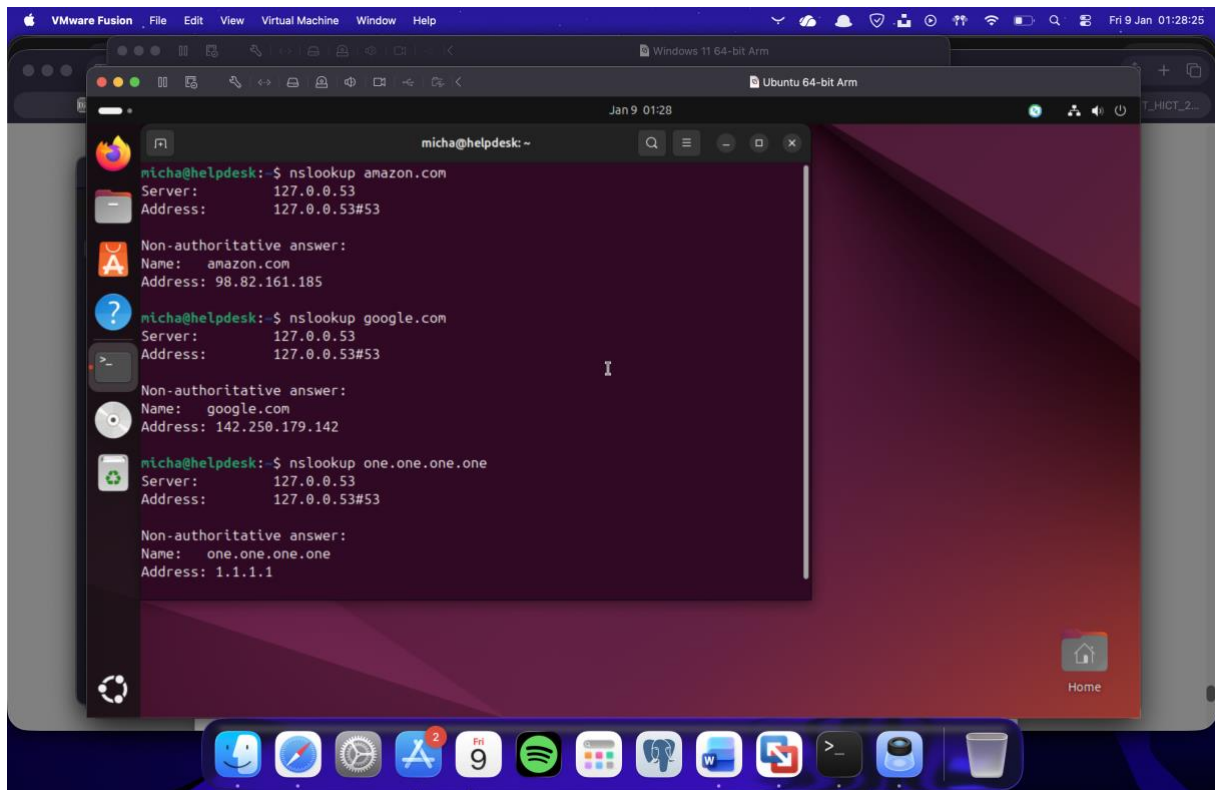 VMware Fusion File Edit View Virtual Machine Window Help Fri 9 Jan 01:28:25
Windows 11 64-bit Arm
Ubuntu 64-bit Arm
T_HICT_2...
Jan 9 01:28
micha@helpdesk: ~
micha@helpdesk:~$ nslookup amazon.com
Server: 127.0.0.53
Address: 127.0.0.53#53
Non-authoritative answer:
Name: amazon.com
Address: 98.82.161.185
micha@helpdesk:~$ nslookup google.com
Server: 127.0.0.53
Address: 127.0.0.53#53
Non-authoritative answer:
Name: google.com
Address: 142.250.179.142
micha@helpdesk:~$ nslookup one.one.one.one
Server: 127.0.0.53
Address: 127.0.0.53#53
Non-authoritative answer:
Name: one.one.one.one
Address: 1.1.1.1
Home
2
Fri
9
W